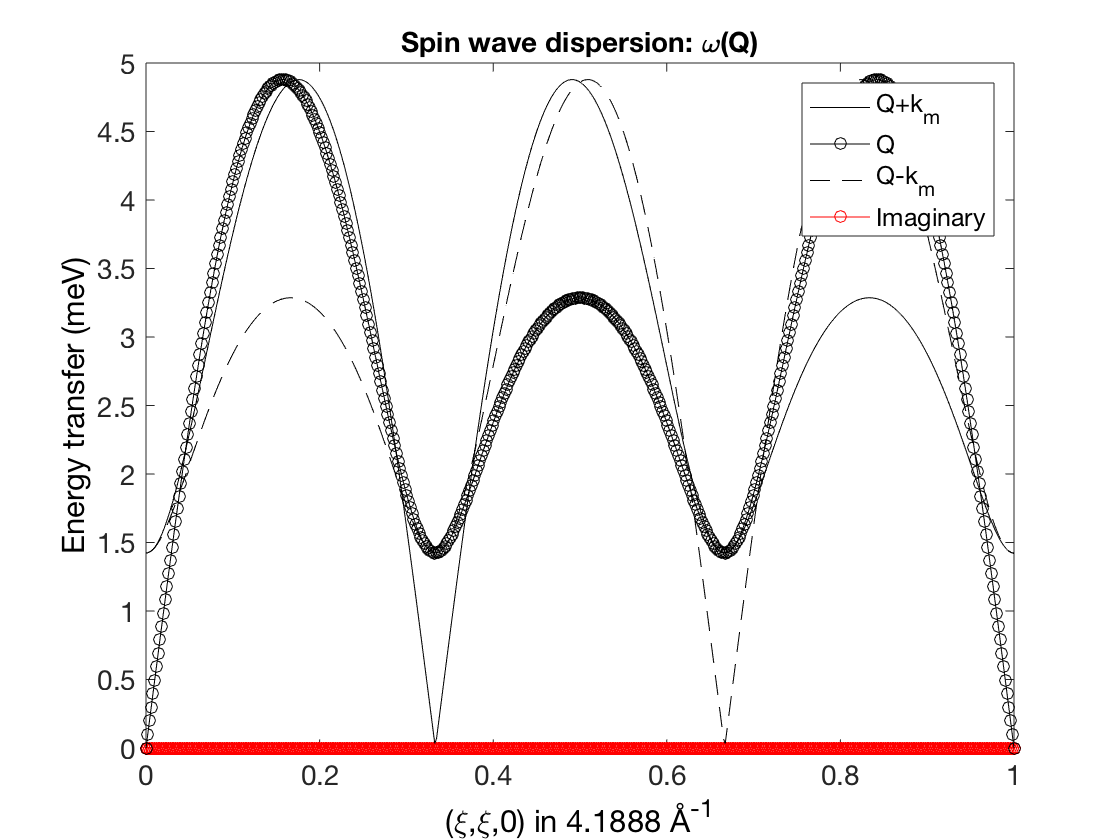 Spin wave dispersion: ω(Q)
5
4.5
4
3.5
3
2.5
2
1.5
1
0.5
0
Energy transfer (meV)
Q+k_m
Q
Q-k_m
Imaginary
0 0.2 0.4 0.6 0.8 1
(ξ,ξ,0) in 4.1888 Å^-1